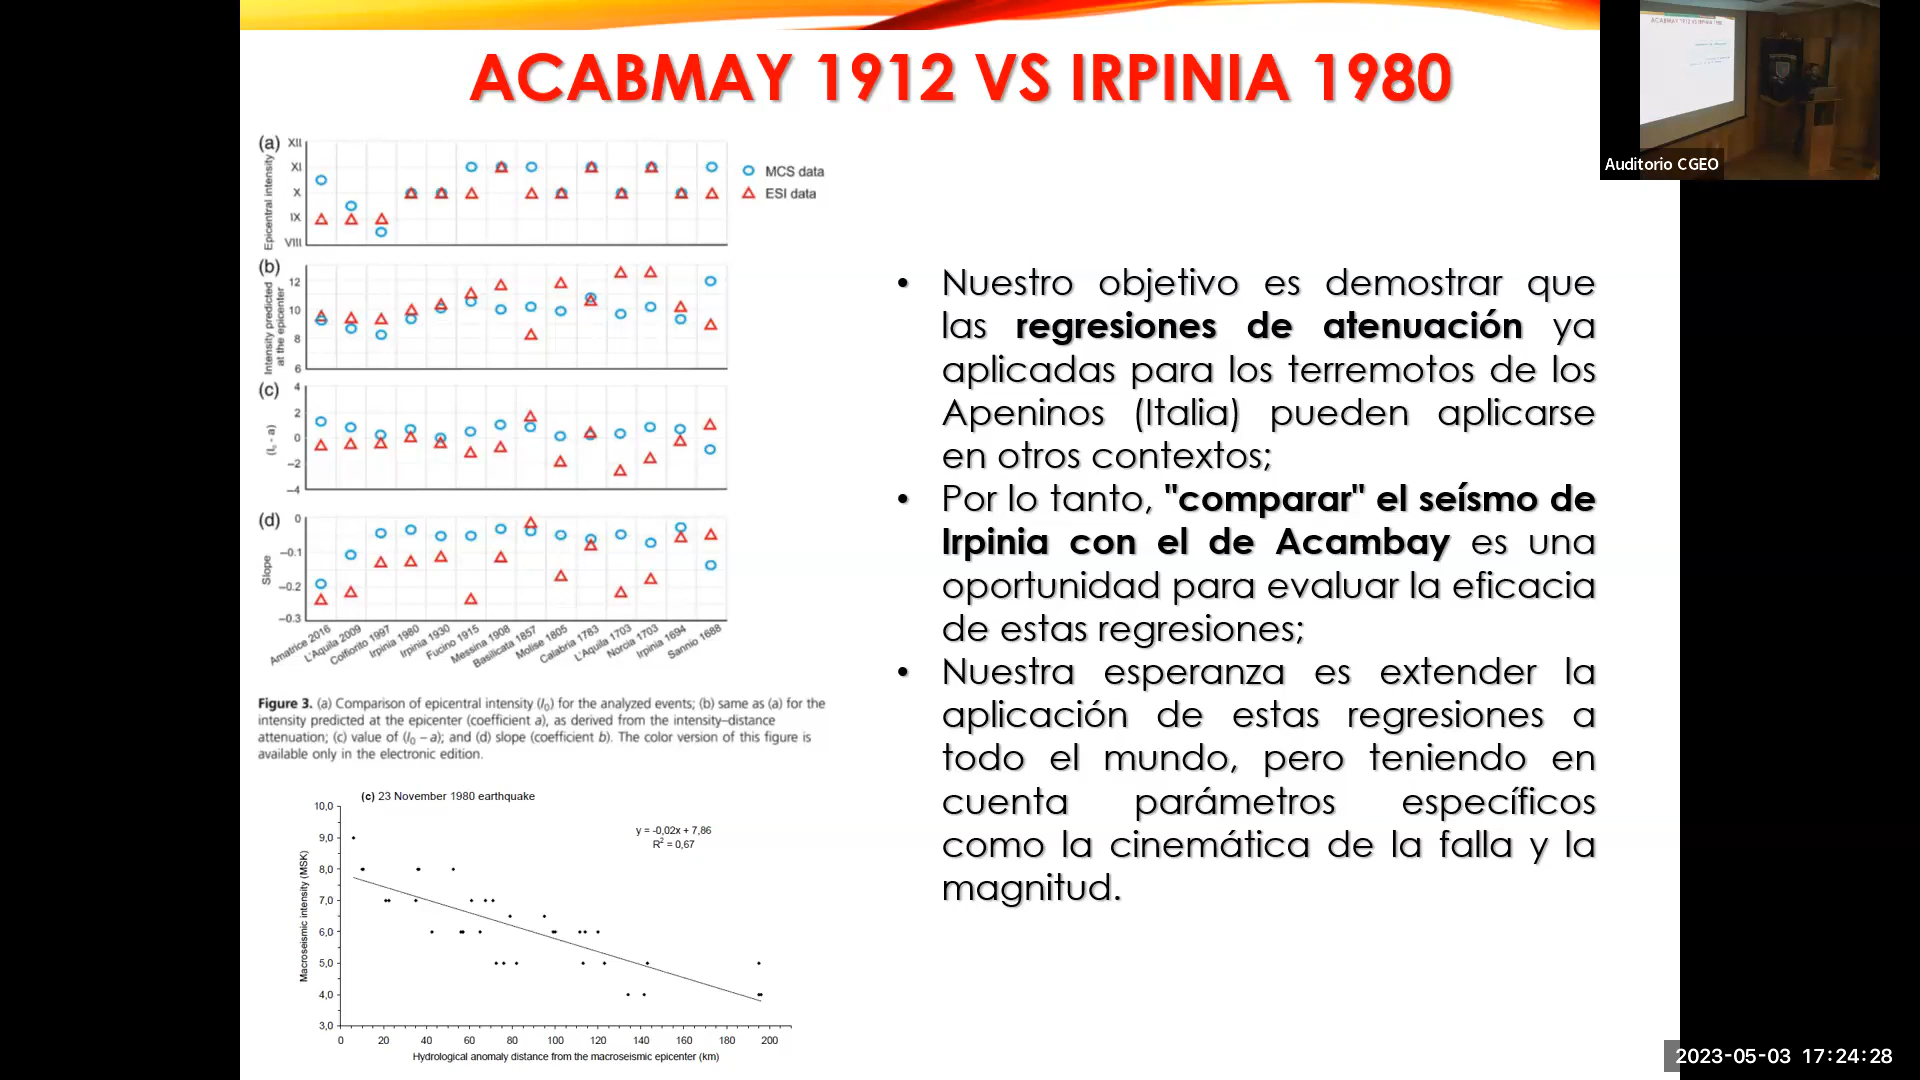 ACABMAY 1912 VS IRPINIA 1980
Auditorio CGEO
(a)
Epicentral intensity
XII
XI
X
IX
VIII
MCS data
ESI data
(b)
Intensity predicted
at the epicenter
12
10
8
6
(c)
(I₀ - a)
4
2
0
–2
–4
(d)
Slope
0
–0.1
–0.2
–0.3
Amatrice 2016
L'Aquila 2009
Colfiorito 1997
Irpinia 1980
Irpinia 1930
Fucino 1915
Messina 1908
Basilicata 1857
Molise 1805
Calabria 1783
L'Aquila 1703
Norcia 1703
Irpinia 1694
Sannio 1688
Figure 3. (a) Comparison of epicentral intensity (I₀) for the analyzed events; (b) same as (a) for the
intensity predicted at the epicenter (coefficient a), as derived from the intensity–distance
attenuation; (c) value of (I₀ – a); and (d) slope (coefficient b). The color version of this figure is
available only in the electronic edition.
(c) 23 November 1980 earthquake
y = -0,02x + 7,86
R² = 0,67
Macroseismic intensity (MSK)
10,0
9,0
8,0
7,0
6,0
5,0
4,0
3,0
0 20 40 60 80 100 120 140 160 180 200
Hydrological anomaly distance from the macroseismic epicenter (km)
• Nuestro objetivo es demostrar que
las regresiones de atenuación ya
aplicadas para los terremotos de los
Apeninos (Italia) pueden aplicarse
en otros contextos;
• Por lo tanto, "comparar" el seísmo de
Irpinia con el de Acambay es una
oportunidad para evaluar la eficacia
de estas regresiones;
• Nuestra esperanza es extender la
aplicación de estas regresiones a
todo el mundo, pero teniendo en
cuenta parámetros específicos
como la cinemática de la falla y la
magnitud.
2023-05-03 17:24:28